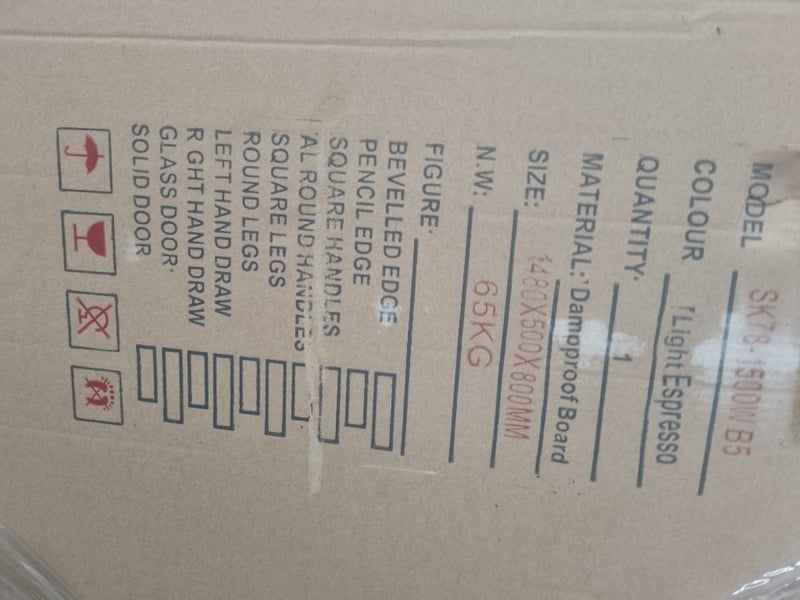 MODEL SK78-1500W B5
COLOUR Light Espresso
QUANTITY: 1
MATERIAL: Dampproof Board
SIZE: 1480X500X800MM
N.W: 65KG
FIGURE:
BEVELLED EDGE
PENCIL EDGE
SQUARE HANDLES
AL ROUND HANDLES
SQUARE LEGS
ROUND LEGS
LEFT HAND DRAW
R GHT HAND DRAW
GLASS DOOR
SOLID DOOR